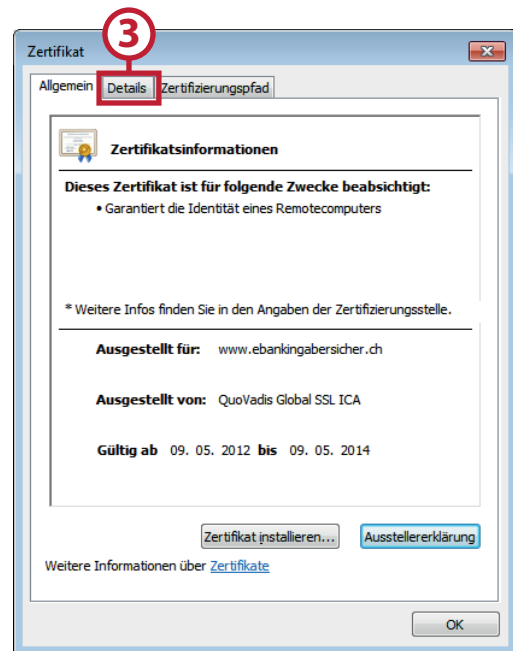 3
Zertifikat
Allgemein Details Zertifizierungspfad
Zertifikatsinformationen
Dieses Zertifikat ist für folgende Zwecke beabsichtigt:
• Garantiert die Identität eines Remotecomputers
* Weitere Infos finden Sie in den Angaben der Zertifizierungsstelle.
Ausgestellt für: www.ebankingabersicher.ch
Ausgestellt von: QuoVadis Global SSL ICA
Gültig ab 09. 05. 2012 bis 09. 05. 2014
Zertifikat installieren... Ausstellererklärung
Weitere Informationen über Zertifikate
OK